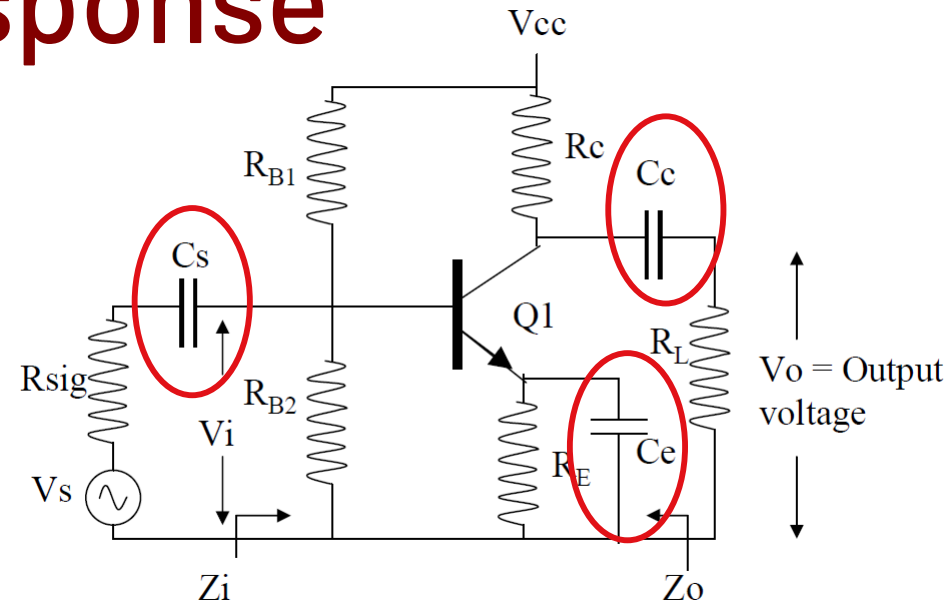 sponse
Vcc
Rc
Cc
RB1
Cs
Q1
RL
Rsig
RB2
Vo = Output
voltage
Vi
RE
Ce
Vs
Zi
Zo